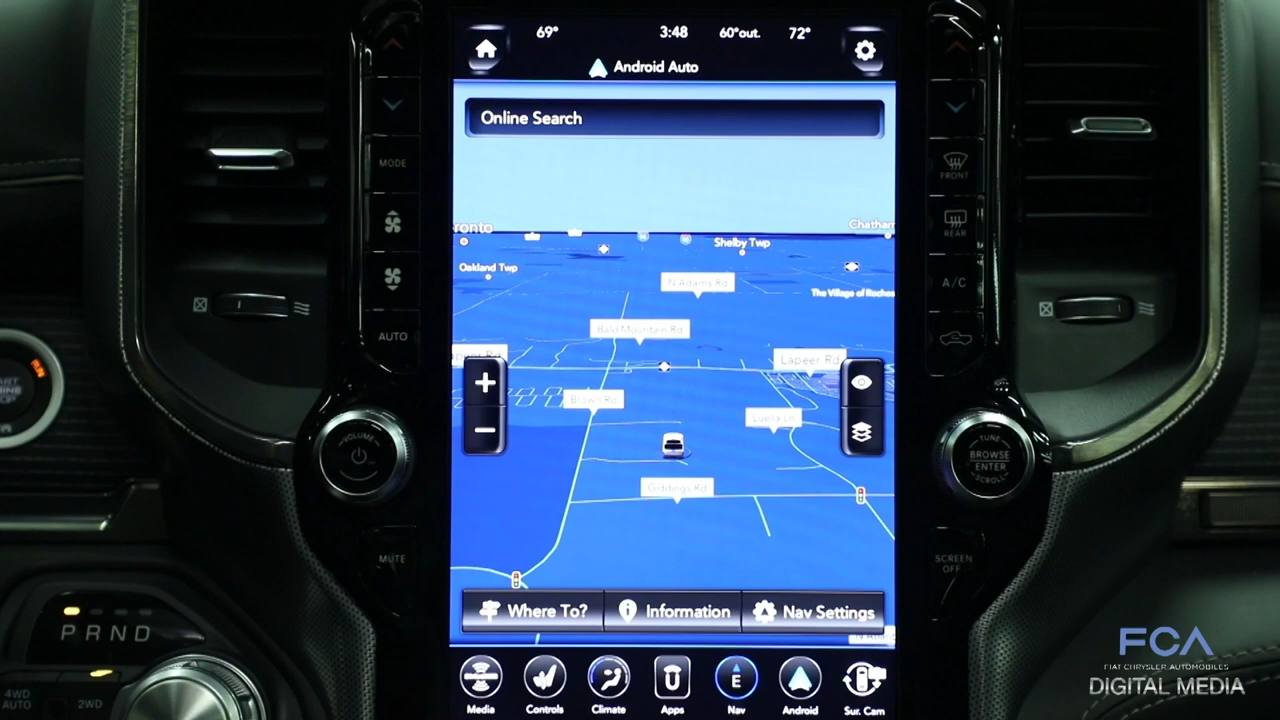 69°
3:48
60°out.
72°
Android Auto
Online Search
MODE
AUTO
FRONT
REAR
A/C
ronto
Chatham
Shelby Twp
Oakland Twp
N Adams Rd
The Village of Roches
Bald Mountain Rd
Lapeer Rd
Brown Rd
Luella Ln
Giddings Rd
VOLUME
TUNE
BROWSE
ENTER
SCROLL
MUTE
SCREEN
OFF
Where To?
Information
Nav Settings
P R N D
4WD
AUTO
2WD
E
Media
Controls
Climate
Apps
Nav
Android
Sur. Cam
FCA
FIAT CHRYSLER AUTOMOBILES
DIGITAL MEDIA